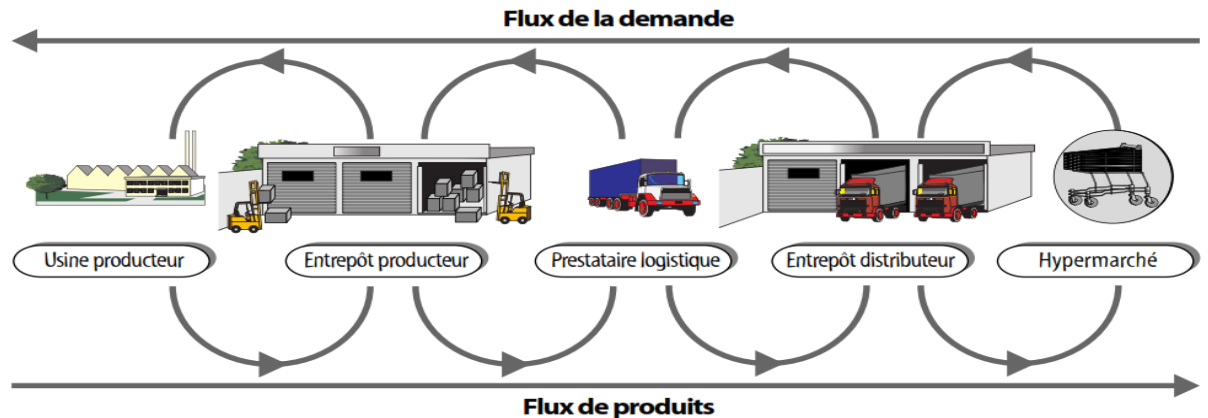 Flux de la demande
Usine producteur
Entrepôt producteur
Prestataire logistique
Entrepôt distributeur
Hypermarché
Flux de produits